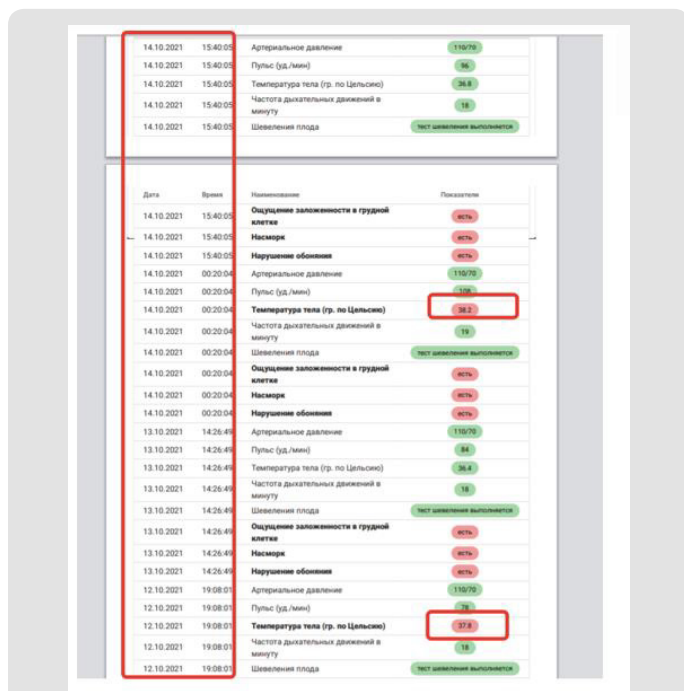 14.10.2021 15:40:05 Артериальное давление 110/70
14.10.2021 15:40:05 Пульс (уд./мин) 96
14.10.2021 15:40:05 Температура тела (гр. по Цельсию) 36.8
14.10.2021 15:40:05 Частота дыхательных движений в
минуту 18
14.10.2021 15:40:05 Шевеления плода тест шевеления выполняется
Дата Время Наименование Показатели
14.10.2021 15:40:05 Ощущение заложенности в грудной
клетке есть
14.10.2021 15:40:05 Насморк есть
14.10.2021 15:40:05 Нарушение обоняния есть
14.10.2021 00:20:04 Артериальное давление 110/70
14.10.2021 00:20:04 Пульс (уд./мин) 108
14.10.2021 00:20:04 Температура тела (гр. по Цельсию) 38.2
14.10.2021 00:20:04 Частота дыхательных движений в
минуту 19
14.10.2021 00:20:04 Шевеления плода тест шевеления выполняется
14.10.2021 00:20:04 Ощущение заложенности в грудной
клетке есть
14.10.2021 00:20:04 Насморк есть
14.10.2021 00:20:04 Нарушение обоняния есть
13.10.2021 14:26:49 Артериальное давление 110/70
13.10.2021 14:26:49 Пульс (уд./мин) 84
13.10.2021 14:26:49 Температура тела (гр. по Цельсию) 36.4
13.10.2021 14:26:49 Частота дыхательных движений в
минуту 18
13.10.2021 14:26:49 Шевеления плода тест шевеления выполняется
13.10.2021 14:26:49 Ощущение заложенности в грудной
клетке есть
13.10.2021 14:26:49 Насморк есть
13.10.2021 14:26:49 Нарушение обоняния есть
12.10.2021 19:08:01 Артериальное давление 110/70
12.10.2021 19:08:01 Пульс (уд./мин) 78
12.10.2021 19:08:01 Температура тела (гр. по Цельсию) 37.8
12.10.2021 19:08:01 Частота дыхательных движений в
минуту 18
12.10.2021 19:08:01 Шевеления плода тест шевеления выполняется